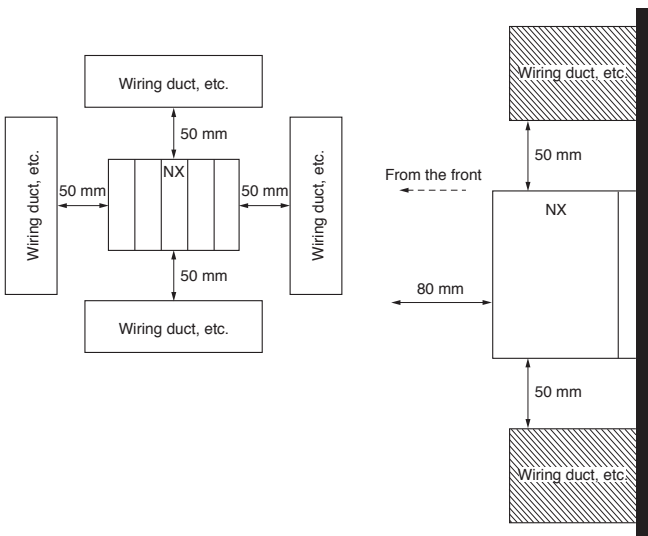 Wiring duct, etc.
50 mm
Wiring duct, etc.
50 mm
NX
50 mm
Wiring duct, etc.
50 mm
Wiring duct, etc.
Wiring duct, etc.
50 mm
From the front
NX
80 mm
50 mm
Wiring duct, etc.